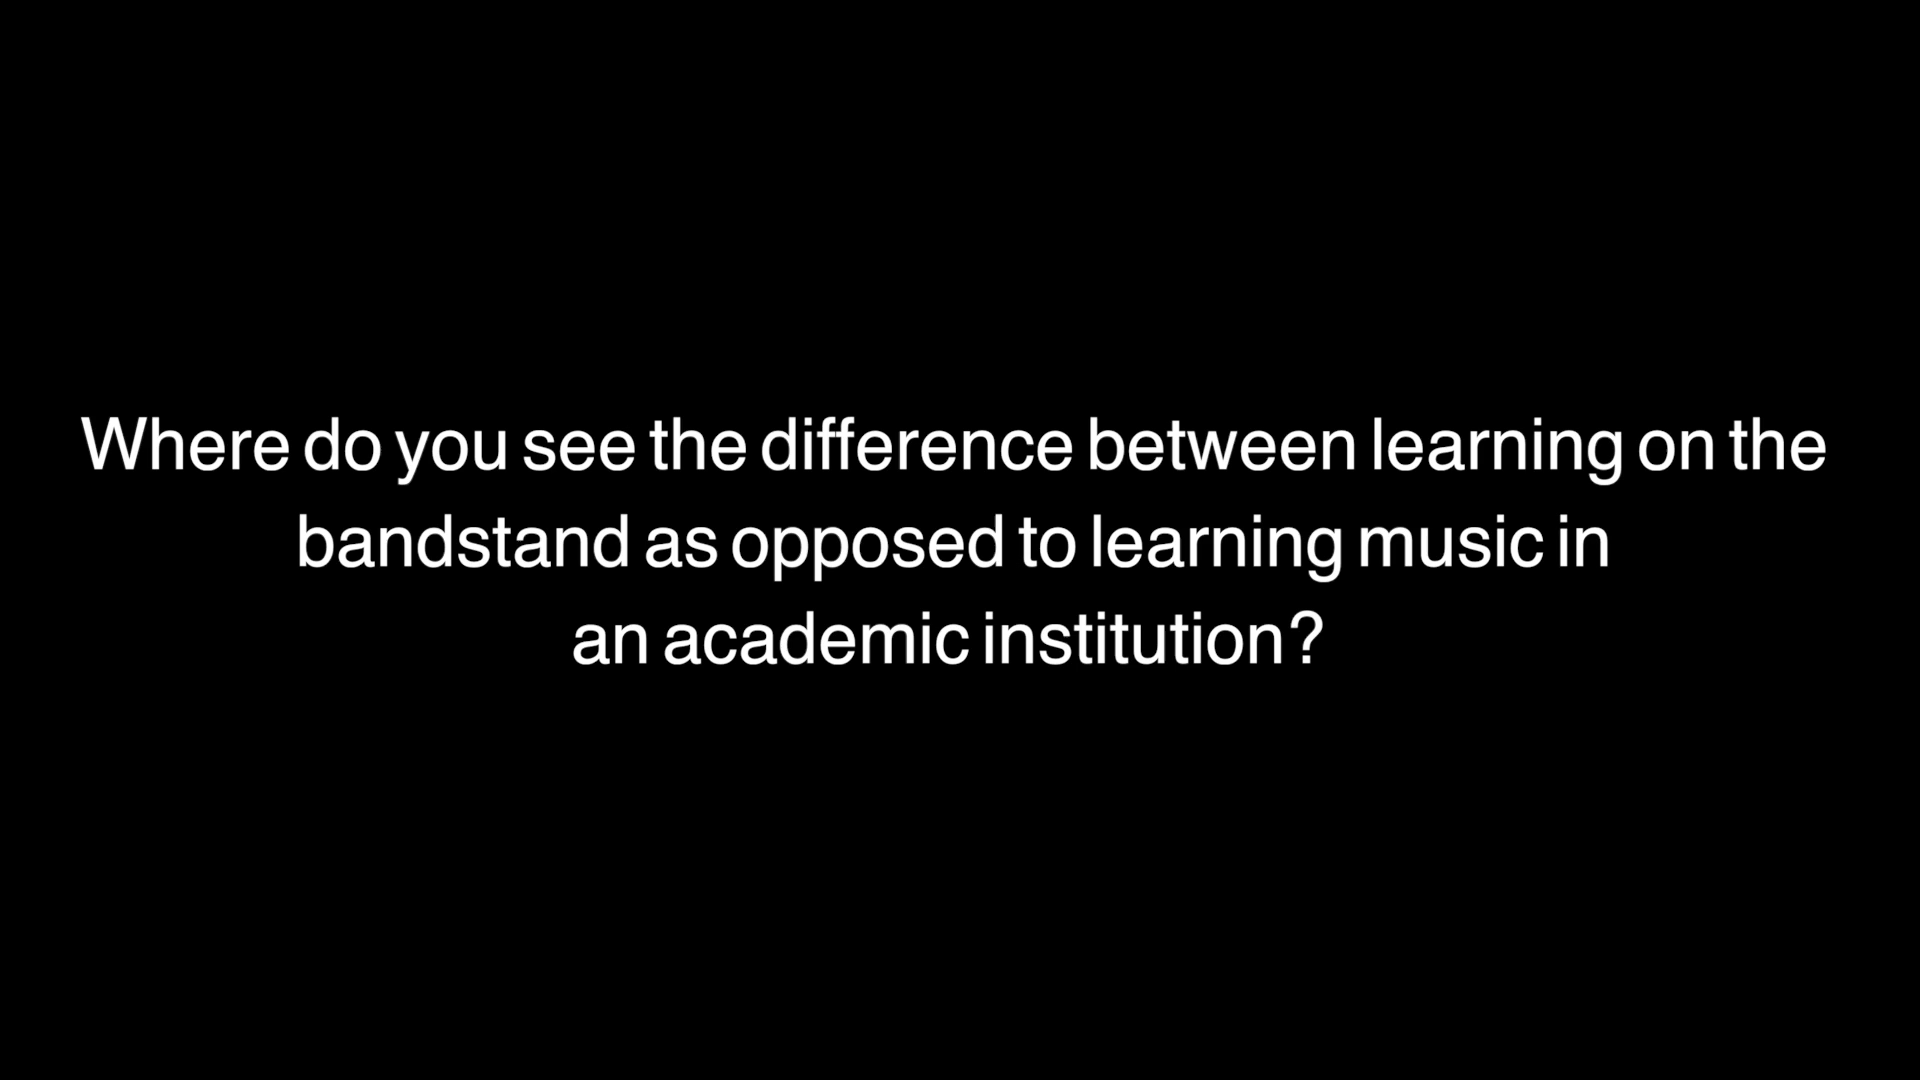 Where do you see the difference between learning on the
bandstand as opposed to learning music in
an academic institution?